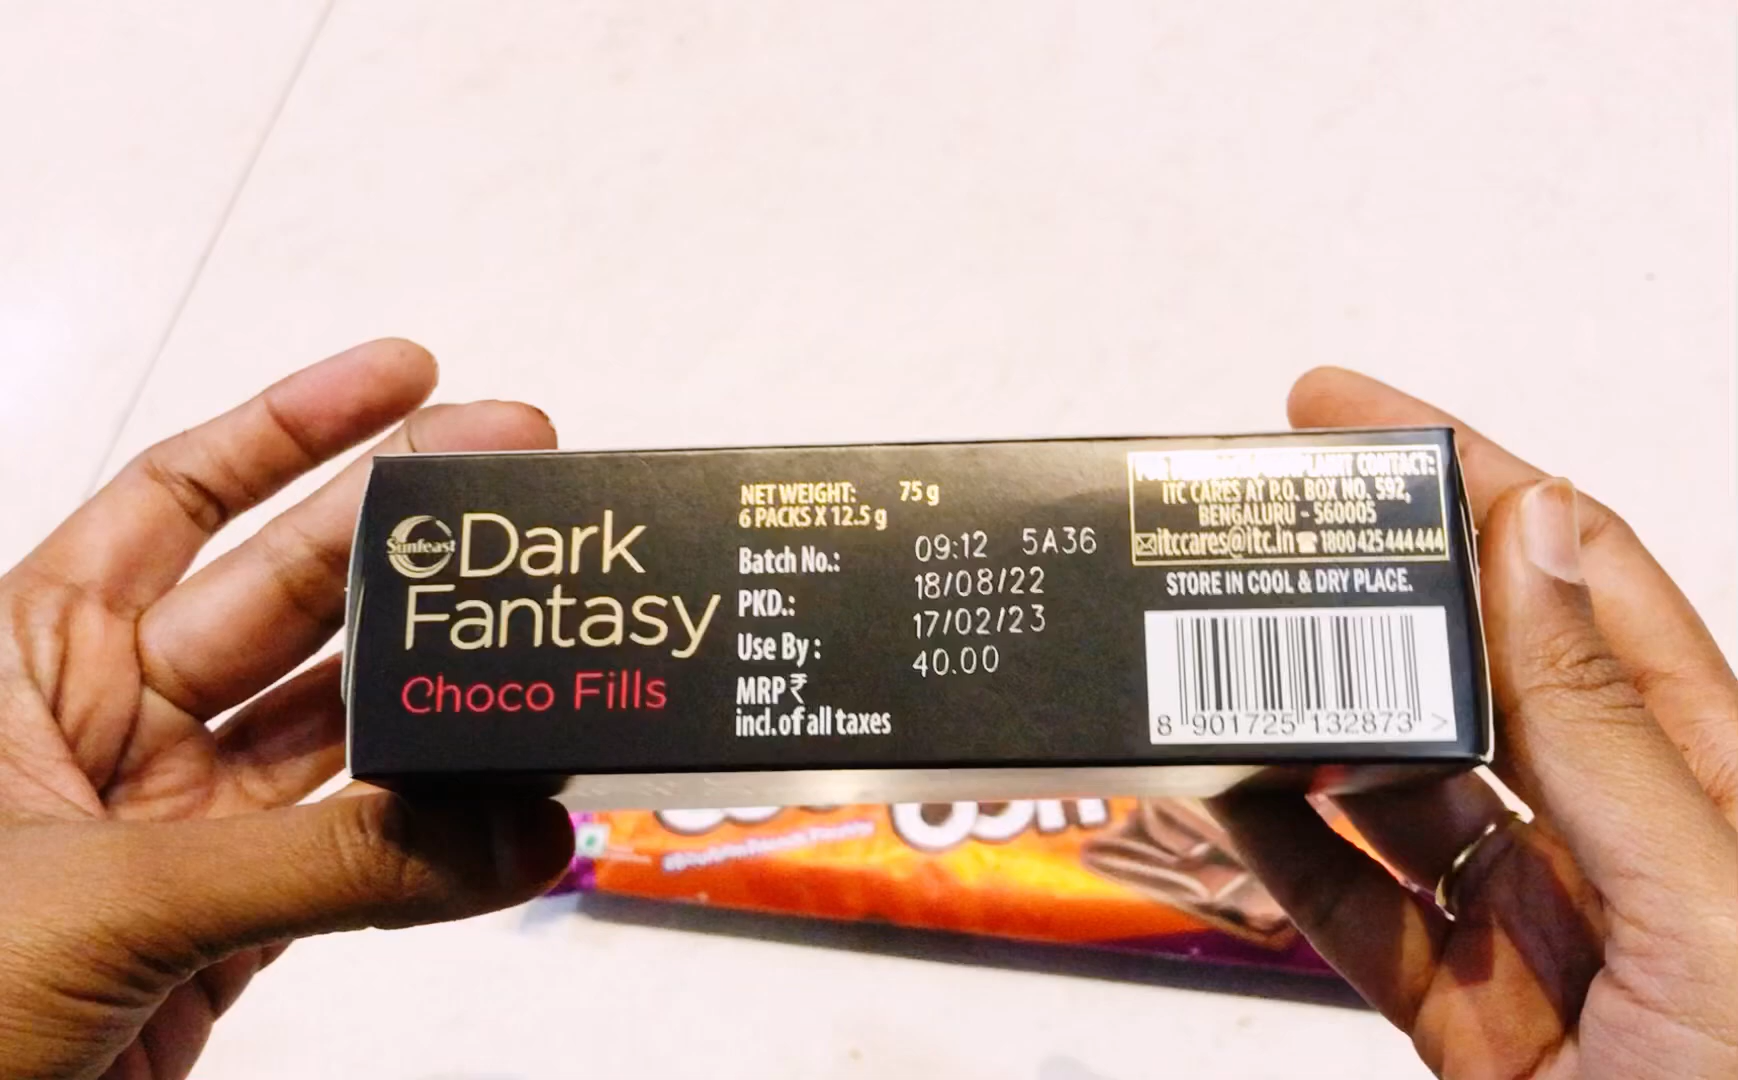 Sunfeast
Dark
Fantasy
Choco Fills
NET WEIGHT: 75 g
6 PACKS X 12.5 g
Batch No.: 09:12 5A36
PKD.: 18/08/22
Use By : 17/02/23
MRP ₹ 40.00
incl. of all taxes
CONTACT:
ITC CARES AT P.O. BOX NO. 592,
BENGALURU - 560005
itccares@itc.in 1800 425 444 444
STORE IN COOL & DRY PLACE.
8 901725 132873 >